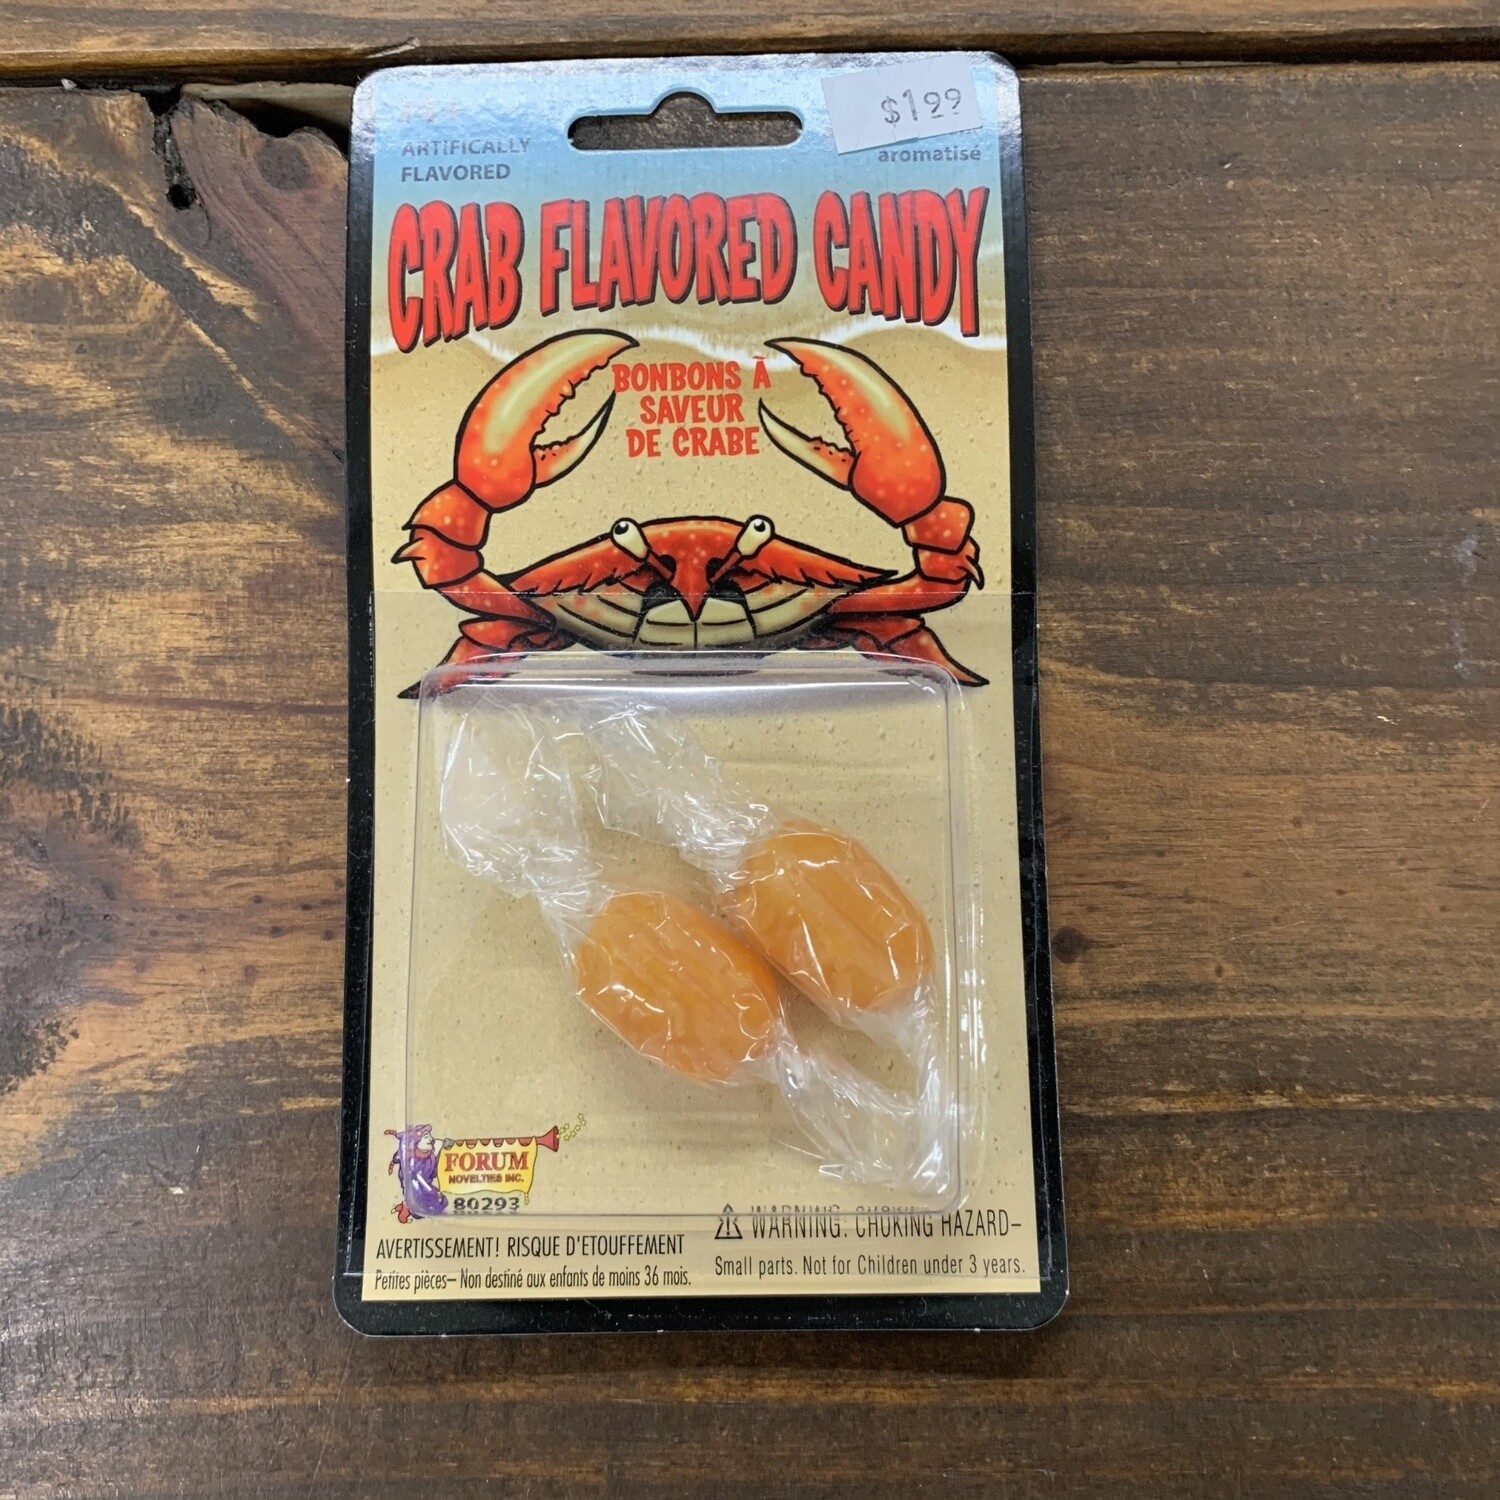 $1.99
ARTIFICALLY
FLAVORED
aromatisé
CRAB FLAVORED CANDY
BONBONS À
SAVEUR
DE CRABE
FORUM
NOVELTIES INC.
80293
AVERTISSEMENT! RISQUE D'ETOUFFEMENT
Petites pièces– Non destiné aux enfants de moins 36 mois.
WARNING: CHOKING HAZARD–
Small parts. Not for Children under 3 years.